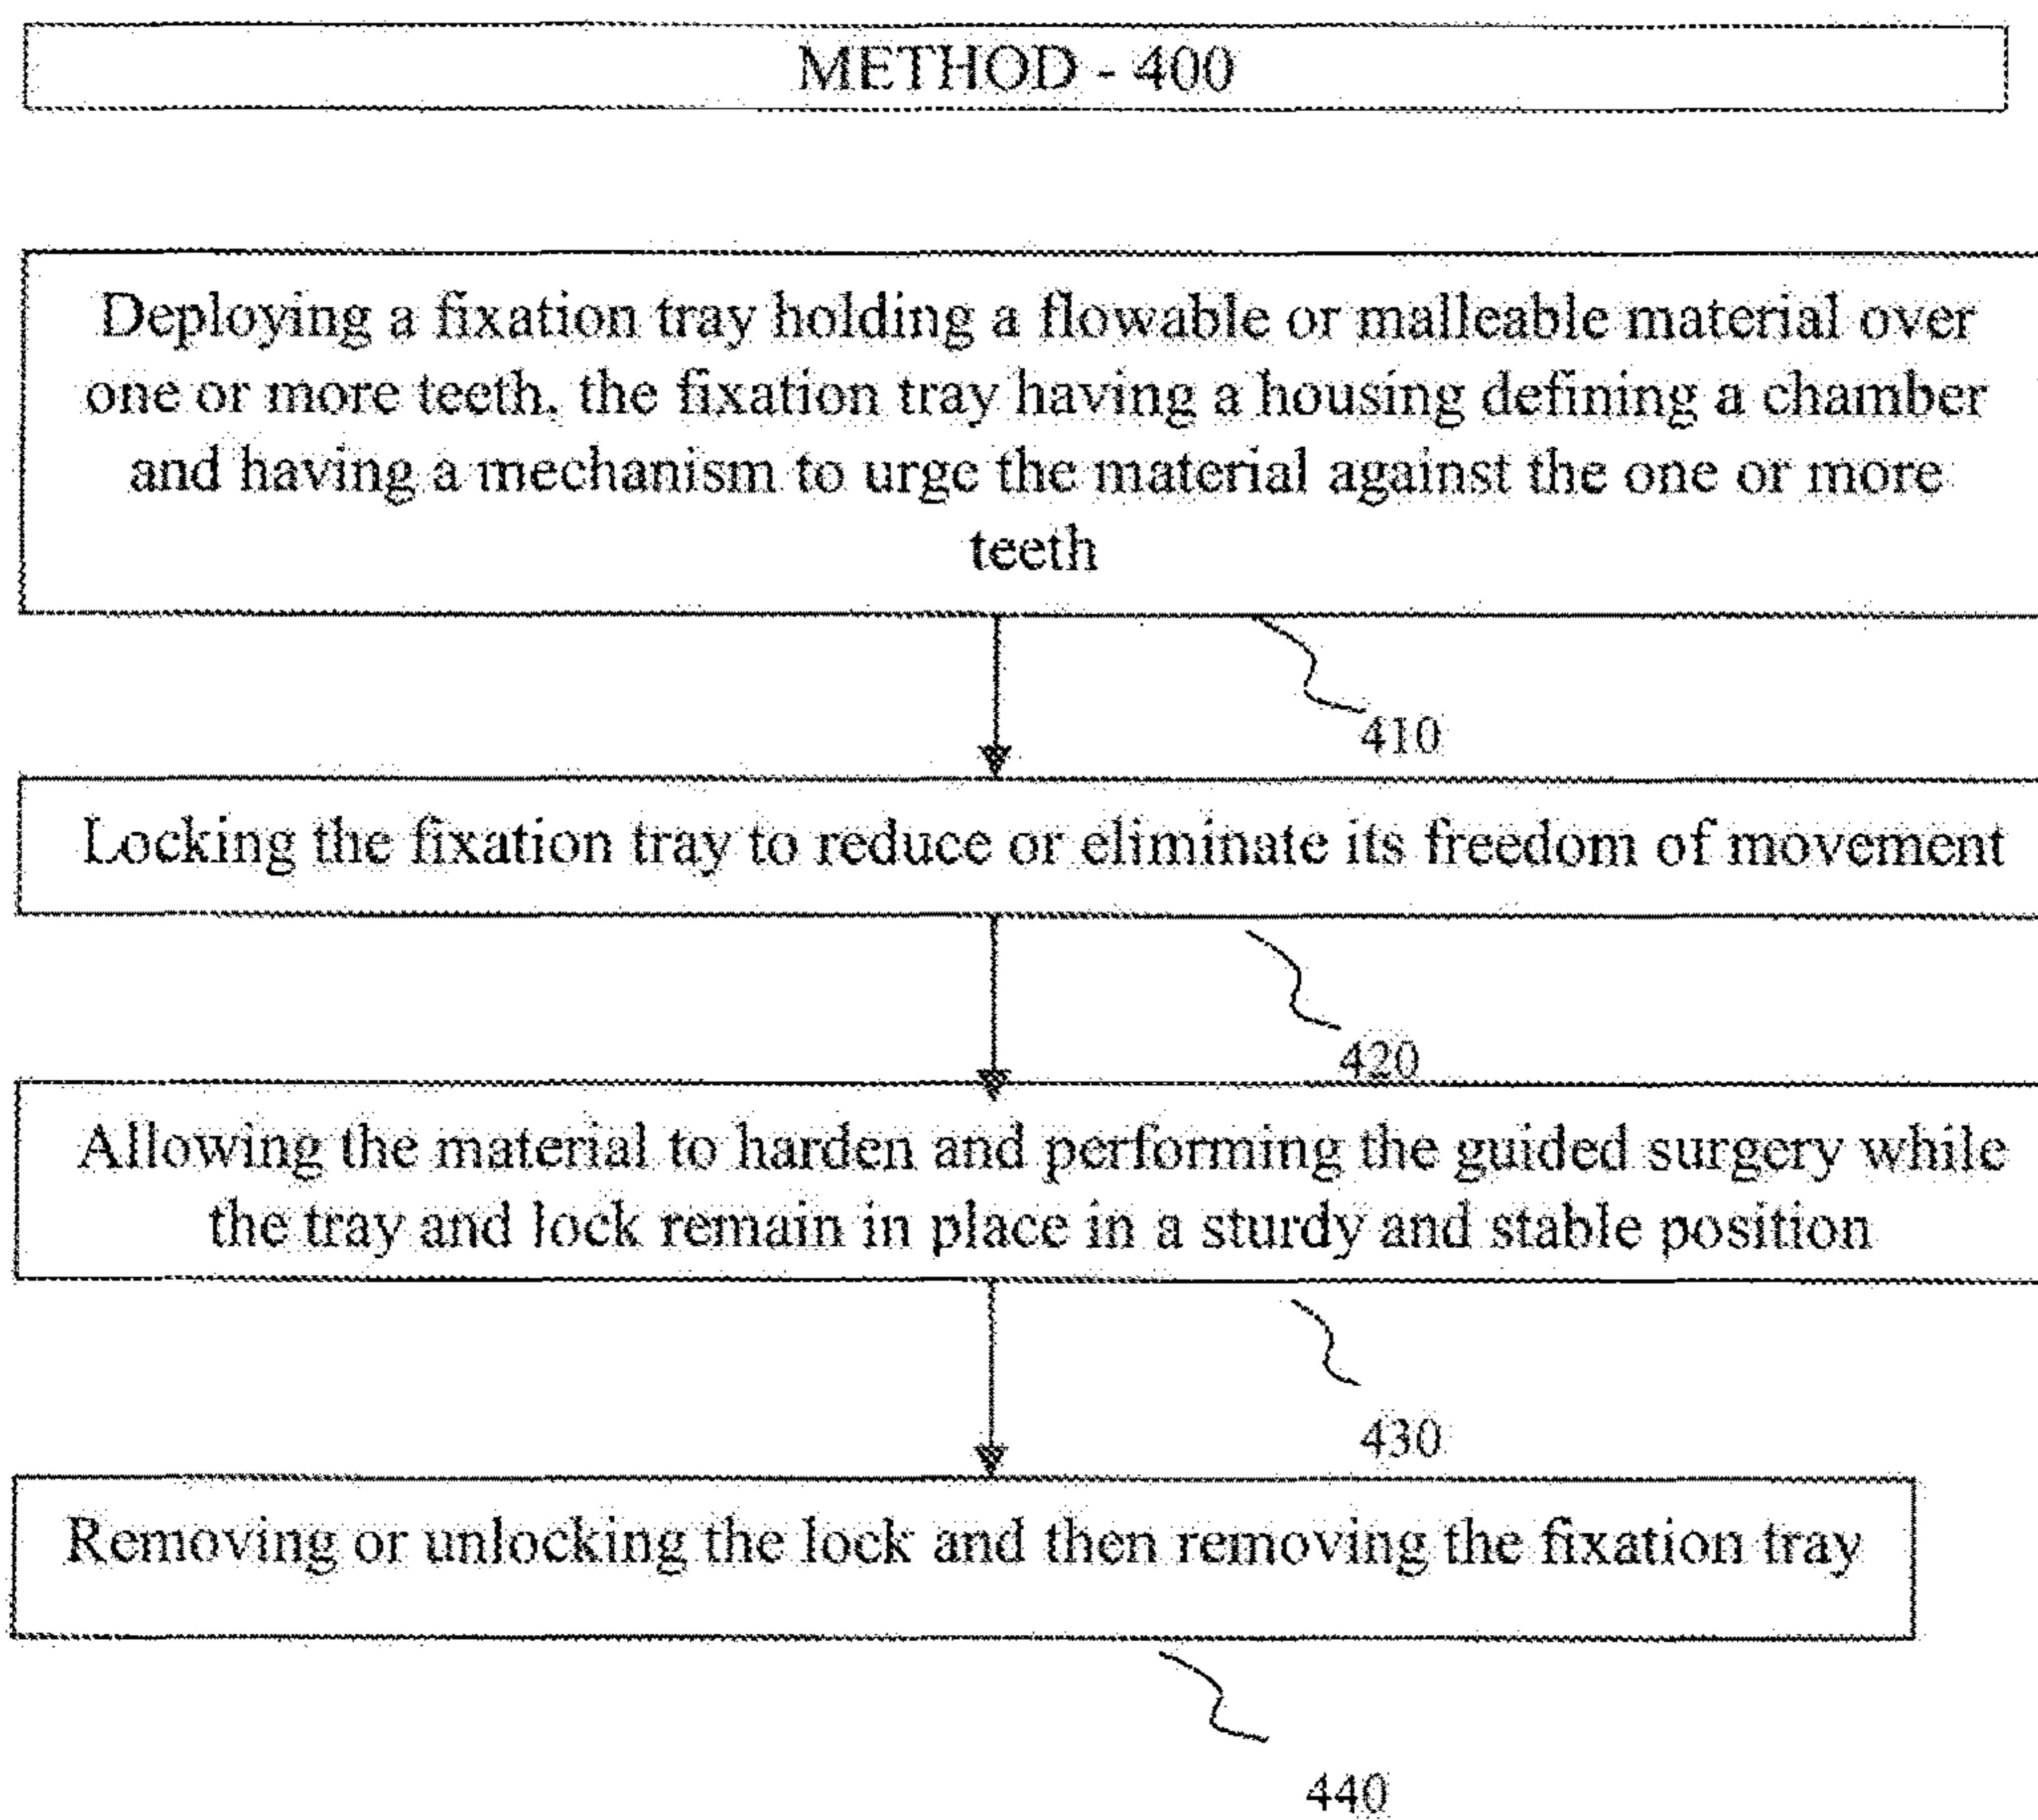 METHOD - 400
Deploying a fixation tray holding a flowable or malleable material over
one or more teeth, the fixation tray having a housing defining a chamber
and having a mechanism to urge the material against the one or more
teeth
410
Locking the fixation tray to reduce or eliminate its freedom of movement
420
Allowing the material to harden and performing the guided surgery while
the tray and lock remain in place in a sturdy and stable position
430
Removing or unlocking the lock and then removing the fixation tray
440